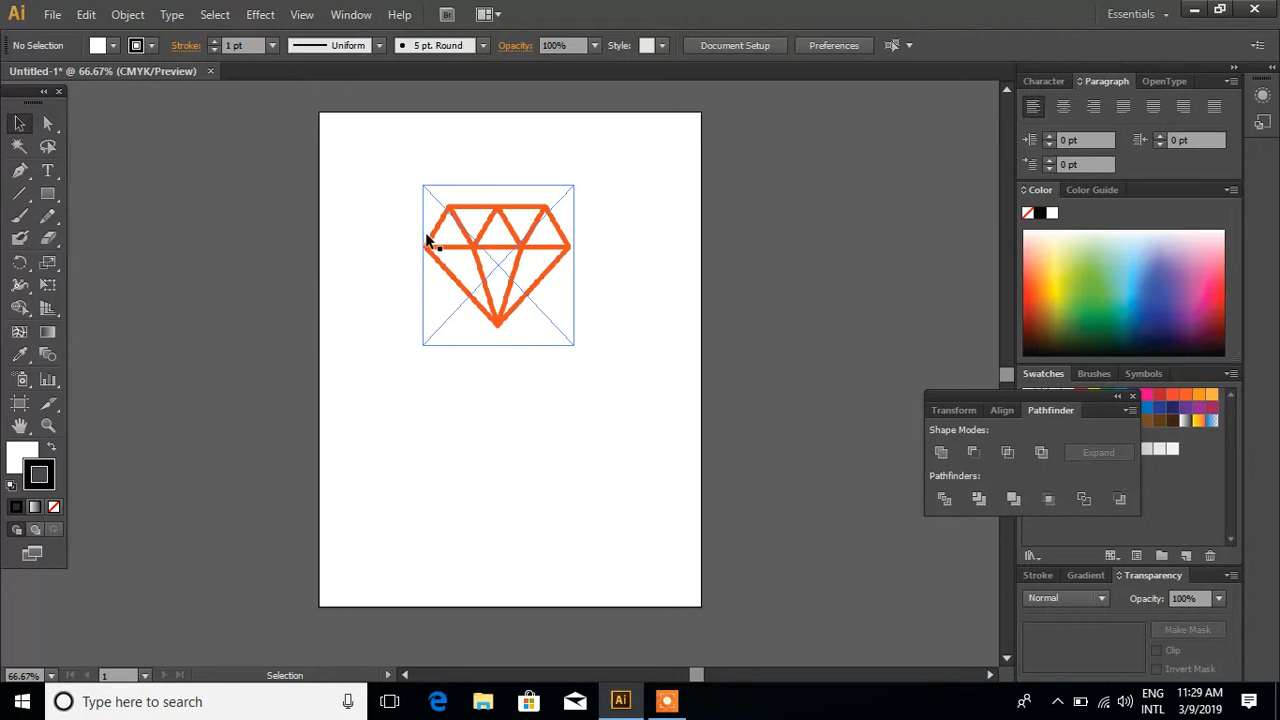 Ai File Edit Object Type Select Effect View Window Help Br Essentials
No Selection Stroke: 1 pt Uniform 5 pt. Round Opacity: 100% Style: Document Setup Preferences
Untitled-1* @ 66.67% (CMYK/Preview)
Character Paragraph OpenType
0 pt 0 pt
0 pt
Color Color Guide
Swatches Brushes Symbols
Transform Align Pathfinder
Shape Modes:
Expand
Pathfinders:
Stroke Gradient Transparency
Normal Opacity: 100%
Make Mask
Clip
Invert Mask
66.67% 1 Selection
Type here to search
Ai
ENG
INTL
11:29 AM
3/9/2019